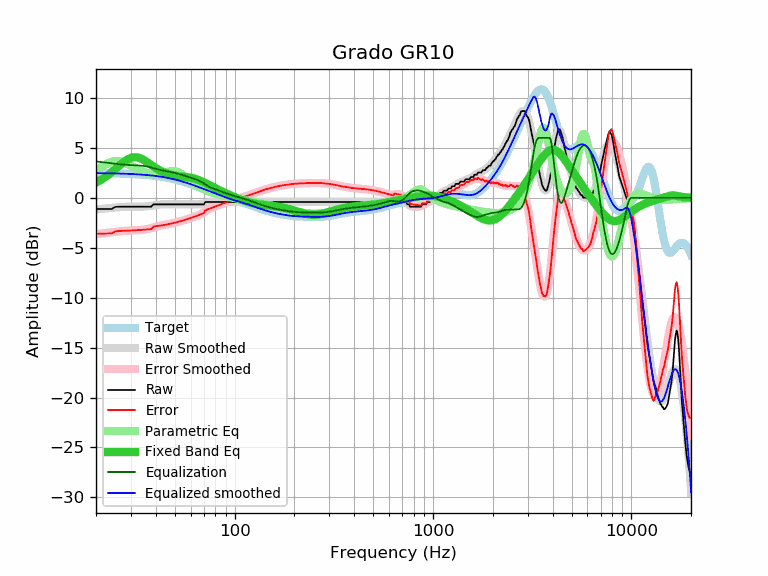 Grado GR10
Amplitude (dBr)
10
5
0
−5
−10
−15
−20
−25
−30
Target
Raw Smoothed
Error Smoothed
Raw
Error
Parametric Eq
Fixed Band Eq
Equalization
Equalized smoothed
100
1000
10000
Frequency (Hz)